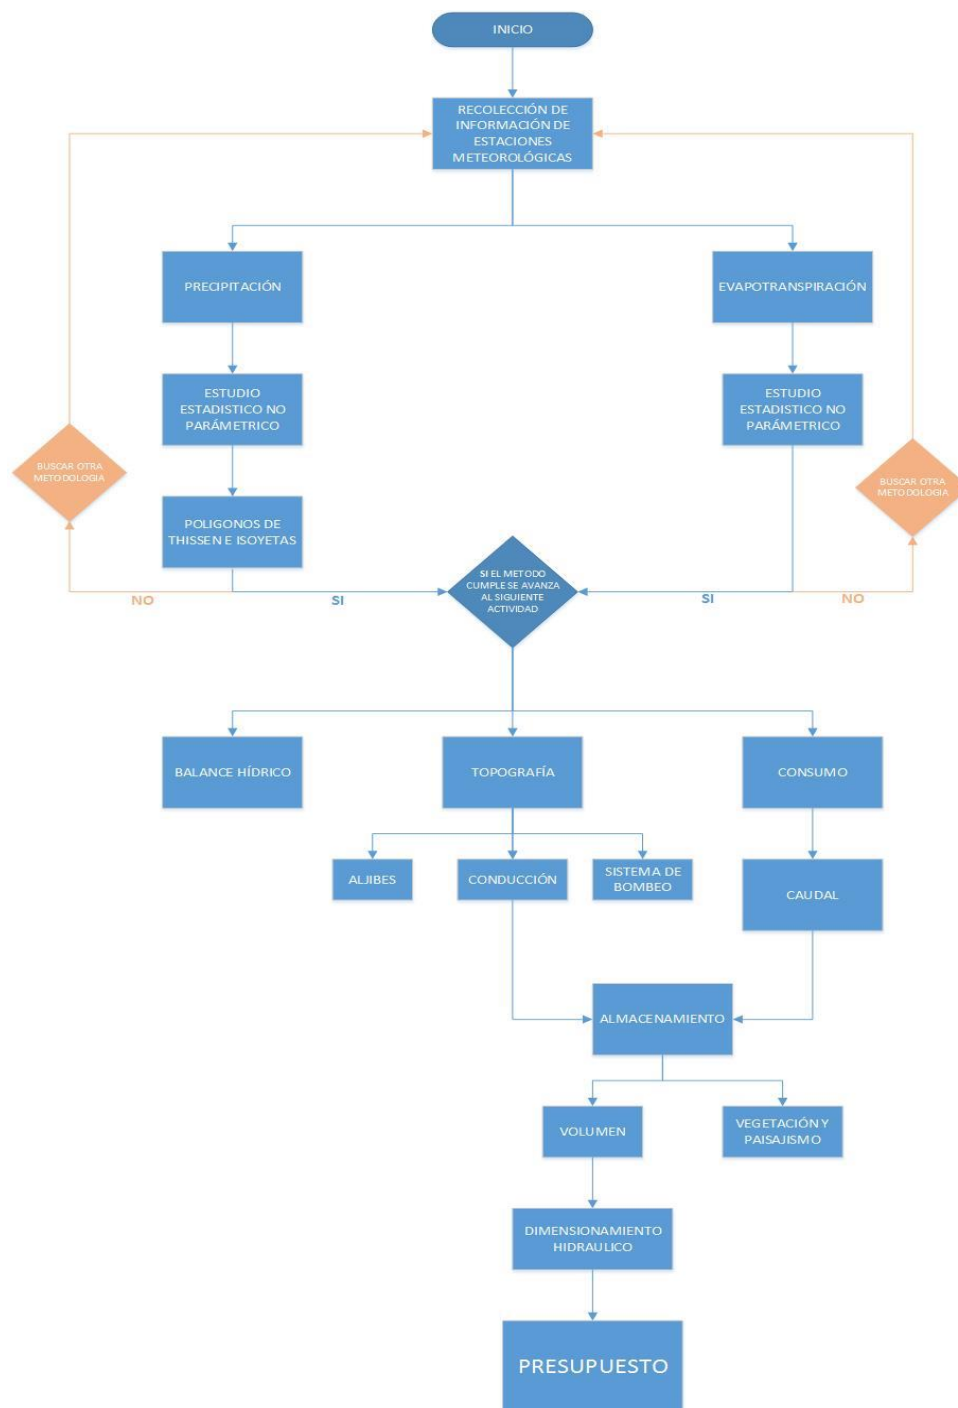 INICIO
RECOLECCIÓN DE
INFORMACIÓN DE
ESTACIONES
METEOROLÓGICAS
PRECIPITACIÓN
EVAPOTRANSPIRACIÓN
ESTUDIO
ESTADISTICO NO
PARÁMETRICO
ESTUDIO
ESTADISTICO NO
PARÁMETRICO
BUSCAR OTRA
METODOLOGIA
BUSCAR OTRA
METODOLOGIA
POLIGONOS DE
THISSEN E ISOYETAS
SI EL METODO
CUMPLE SE AVANZA
AL SIGUIENTE
ACTIVIDAD
NO
SI
SI
NO
BALANCE HÍDRICO
TOPOGRAFÍA
CONSUMO
ALJIBES
CONDUCCIÓN
SISTEMA DE
BOMBEO
CAUDAL
ALMACENAMIENTO
VOLUMEN
VEGETACIÓN Y
PAISAJISMO
DIMENSIONAMIENTO
HIDRAULICO
PRESUPUESTO